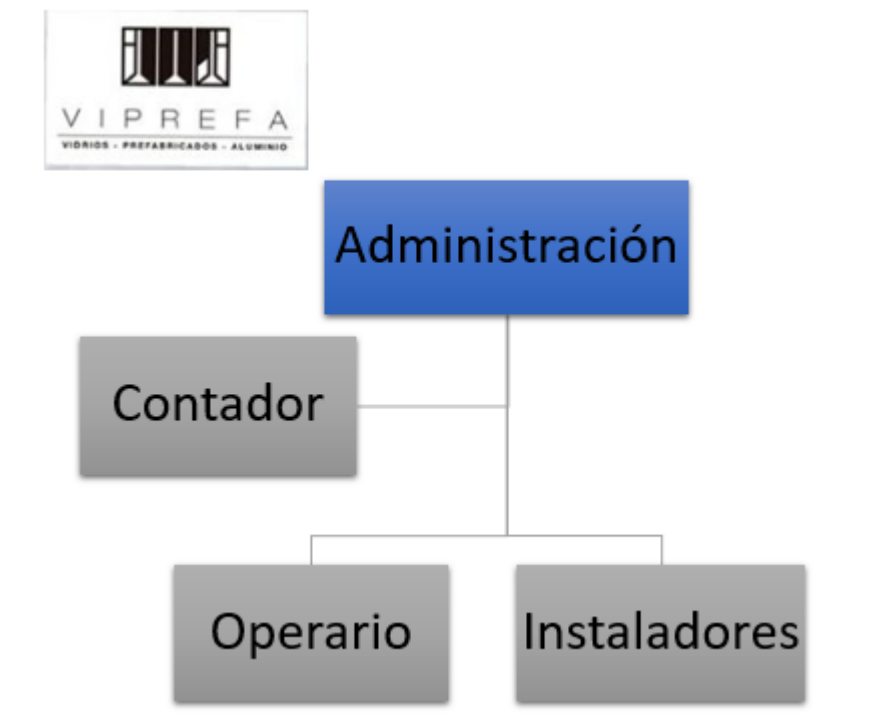 VIPREFA
VIDRIOS - PREFABRICADOS - ALUMINIO
Administración
Contador
Operario
Instaladores